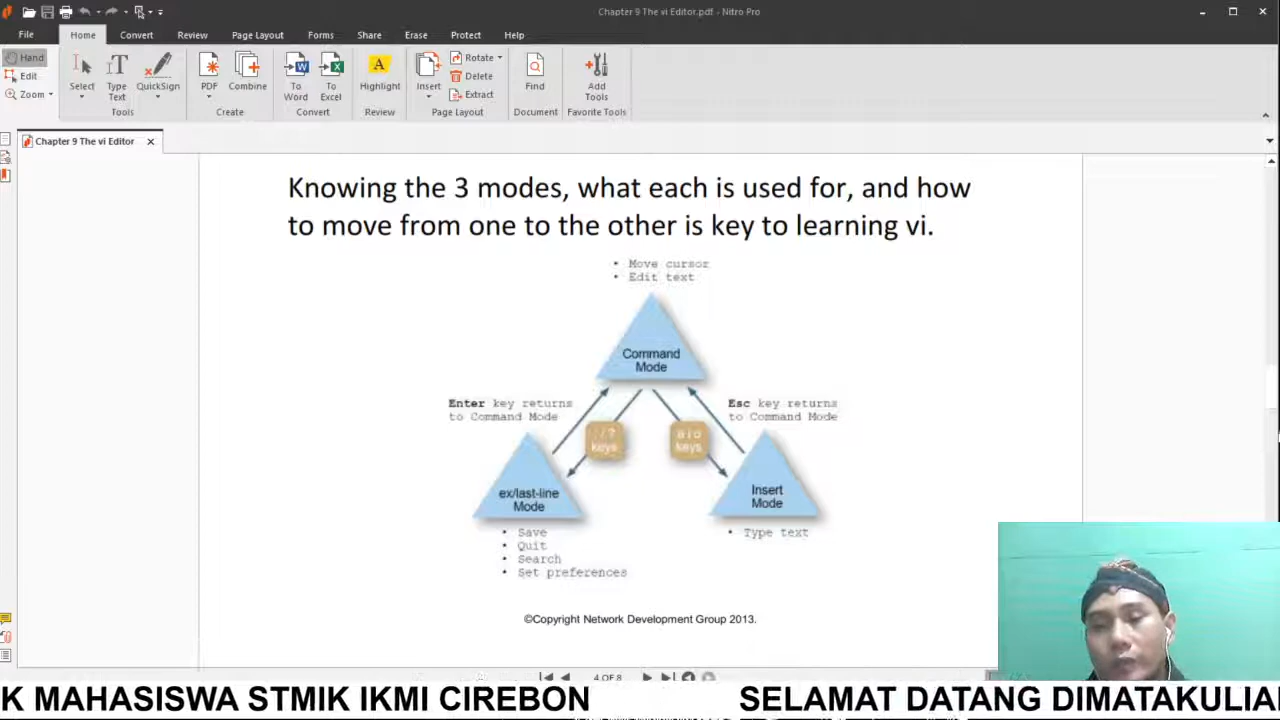 Chapter 9 The vi Editor.pdf - Nitro Pro
File Home Convert Review Page Layout Forms Share Erase Protect Help
Hand
Edit
Zoom
Select
Type Text
QuickSign
Tools
PDF
Combine
Create
To Word
To Excel
Convert
Highlight
Review
Insert
Rotate
Delete
Extract
Page Layout
Find
Document
Add Tools
Favorite Tools
Chapter 9 The vi Editor
Knowing the 3 modes, what each is used for, and how
to move from one to the other is key to learning vi.
• Move cursor
• Edit text
Command
Mode
Enter key returns
to Command Mode
Esc key returns
to Command Mode
: / ?
keys
a i o
keys
ex/last-line
Mode
Insert
Mode
• Save
• Quit
• Search
• Set preferences
• Type text
©Copyright Network Development Group 2013.
4 OF 8
K MAHASISWA STMIK IKMI CIREBON SELAMAT DATANG DIMATAKULIA